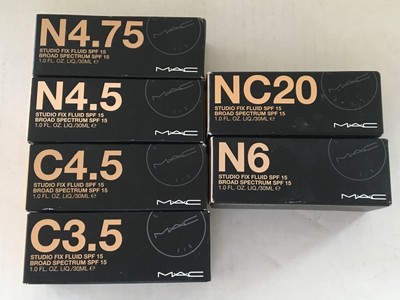 N4.75
STUDIO FIX FLUID SPF 15
BROAD SPECTRUM SPF 15
1.0 FL. OZ. LIQ./30ML ℮
MAC
N4.5
STUDIO FIX FLUID SPF 15
BROAD SPECTRUM SPF 15
1.0 FL. OZ. LIQ./30ML ℮
MAC
C4.5
STUDIO FIX FLUID SPF 15
BROAD SPECTRUM SPF 15
1.0 FL. OZ. LIQ./30ML ℮
MAC
C3.5
STUDIO FIX FLUID SPF 15
BROAD SPECTRUM SPF 15
1.0 FL. OZ. LIQ./30ML ℮
MAC
NC20
STUDIO FIX FLUID SPF 15
BROAD SPECTRUM SPF 15
1.0 FL. OZ. LIQ./30ML ℮
MAC
N6
STUDIO FIX FLUID SPF 15
BROAD SPECTRUM SPF 15
1.0 FL. OZ. LIQ./30ML ℮
MAC